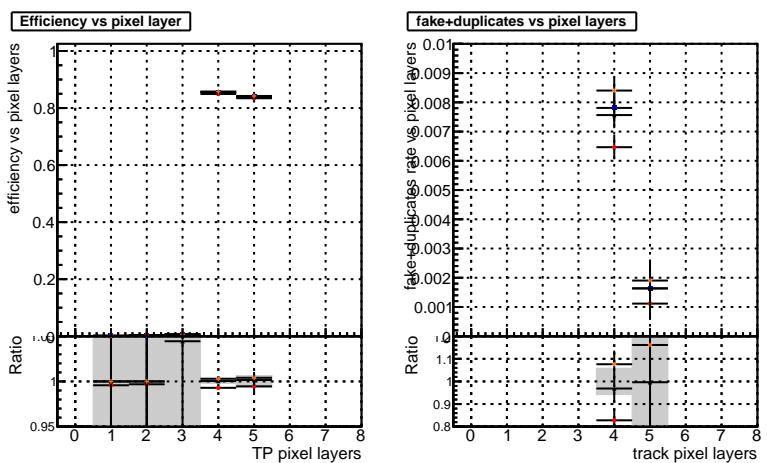 Efficiency vs pixel layer
efficiency vs pixel layers
1
0.8
0.6
0.4
0.2
0
Ratio
1
0.95
0 1 2 3 4 5 6 7 8
TP pixel layers
fake+duplicates vs pixel layers
fake+duplicates rate vs pixel layers
0.01
0.009
0.008
0.007
0.006
0.005
0.004
0.003
0.002
0.001
Ratio
1.1
1
0.9
0.8
0 1 2 3 4 5 6 7 8
track pixel layers